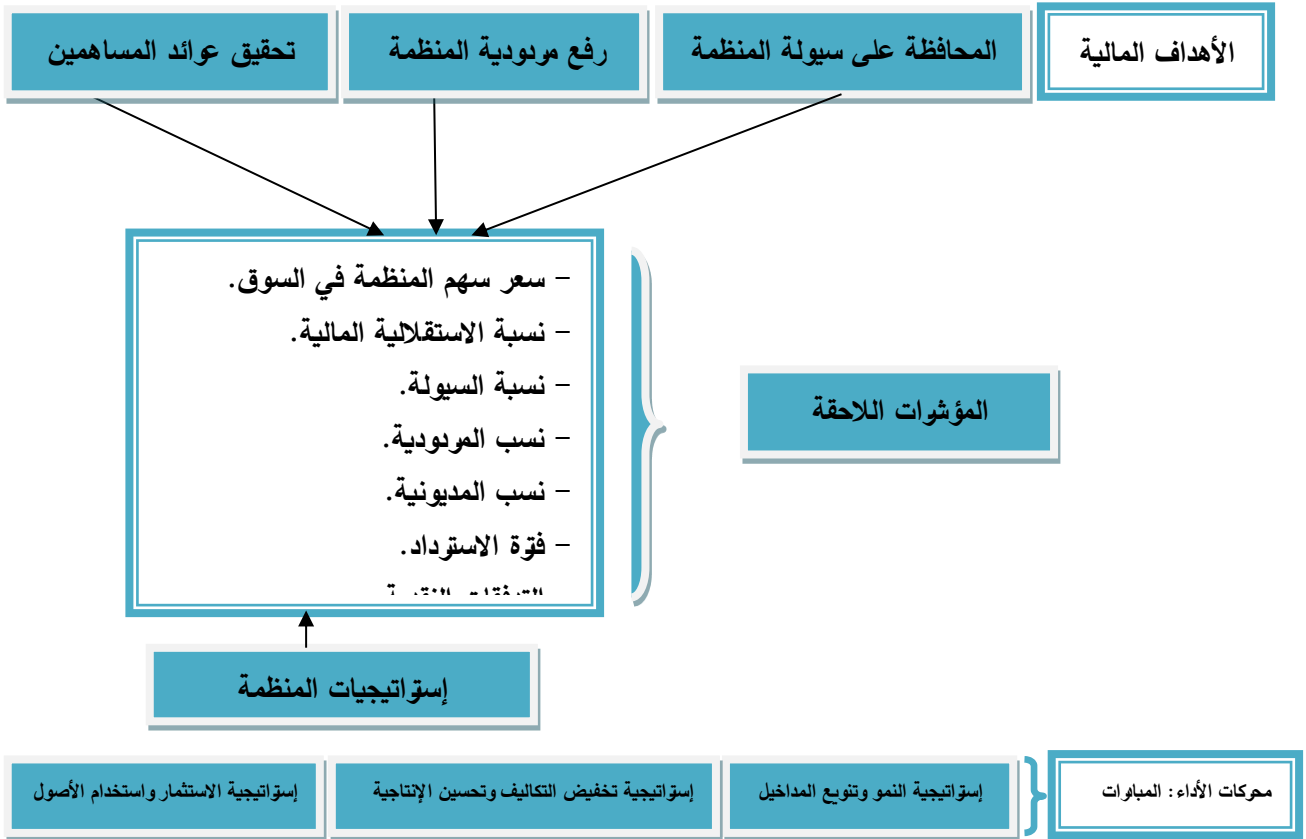 الأهداف المالية
المحافظة على سيولة المنظمة
رفع مردودية المنظمة
تحقيق عوائد المساهمين
– سعر سهم المنظمة في السوق.
– نسبة الاستقلالية المالية.
– نسبة السيولة.
– نسب المردودية.
– نسب المديونية.
– فترة الاسترداد.
المؤشرات اللاحقة
إستراتيجيات المنظمة
محركات الأداء: المبادرات
إستراتيجية النمو وتنويع المداخيل
إستراتيجية تخفيض التكاليف وتحسين الإنتاجية
إستراتيجية الاستثمار واستخدام الأصول